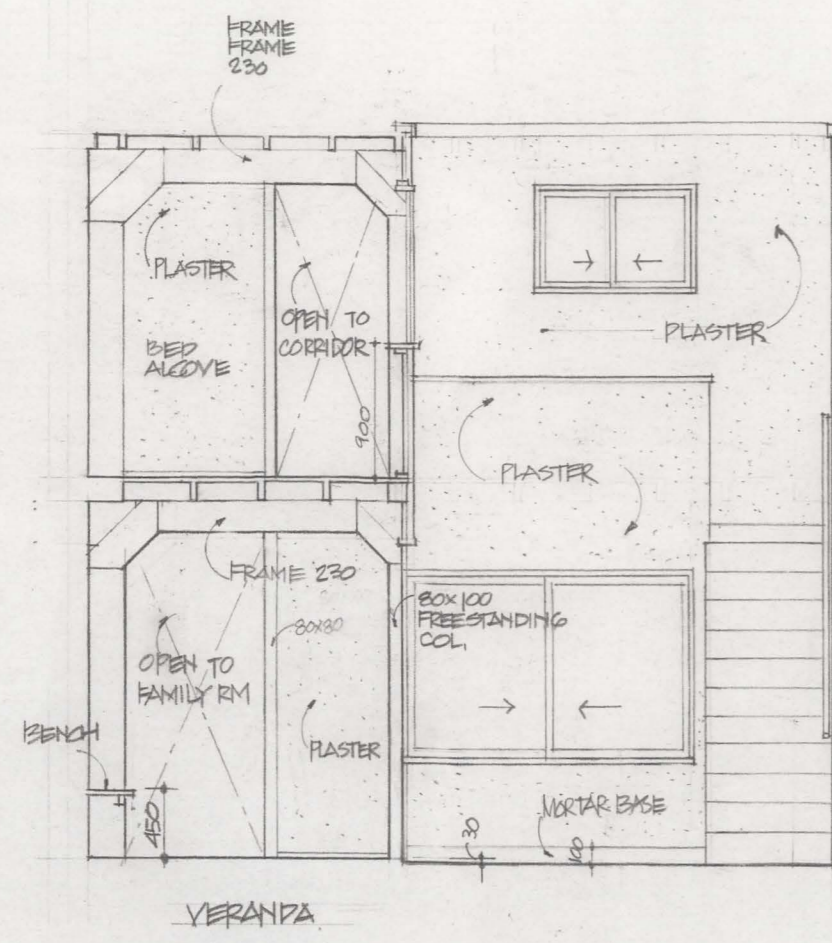 FRAME
FRAME
230
PLASTER
OPEN TO
CORRIDOR
BED
ALCOVE
900
PLASTER
PLASTER
FRAME 230
80X80
80X100
FREESTANDING
COL.
OPEN TO
FAMILY RM
BENCH
PLASTER
450
MORTAR BASE
30
100
VERANDA